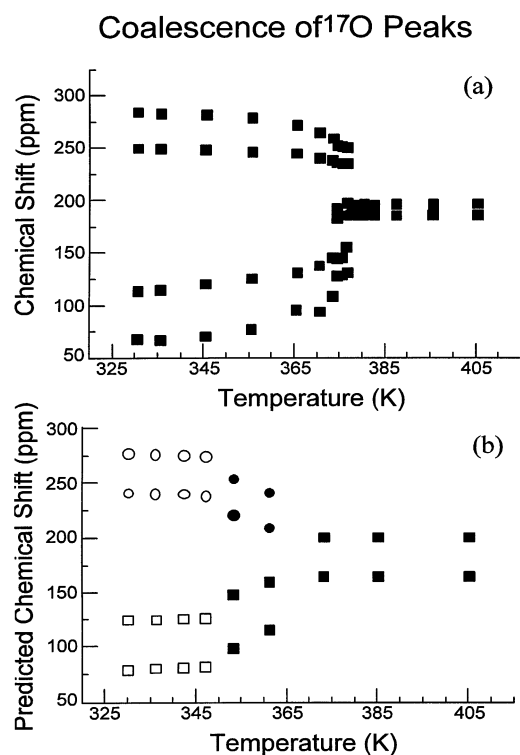 Coalescence of ¹⁷O Peaks
(a)
Chemical Shift (ppm)
300
250
200
150
100
50
325 345 365 385 405
Temperature (K)
(b)
Predicted Chemical Shift (ppm)
300
250
200
150
100
50
325 345 365 385 405
Temperature (K)